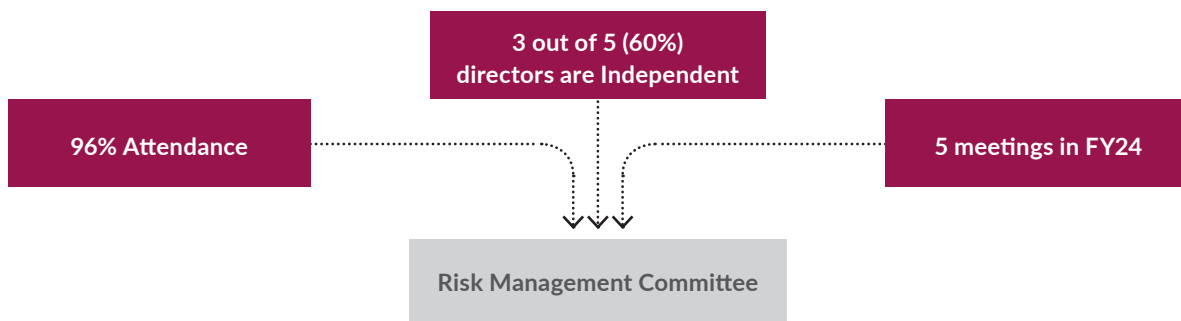 3 out of 5 (60%)
directors are Independent
96% Attendance
5 meetings in FY24
Risk Management Committee